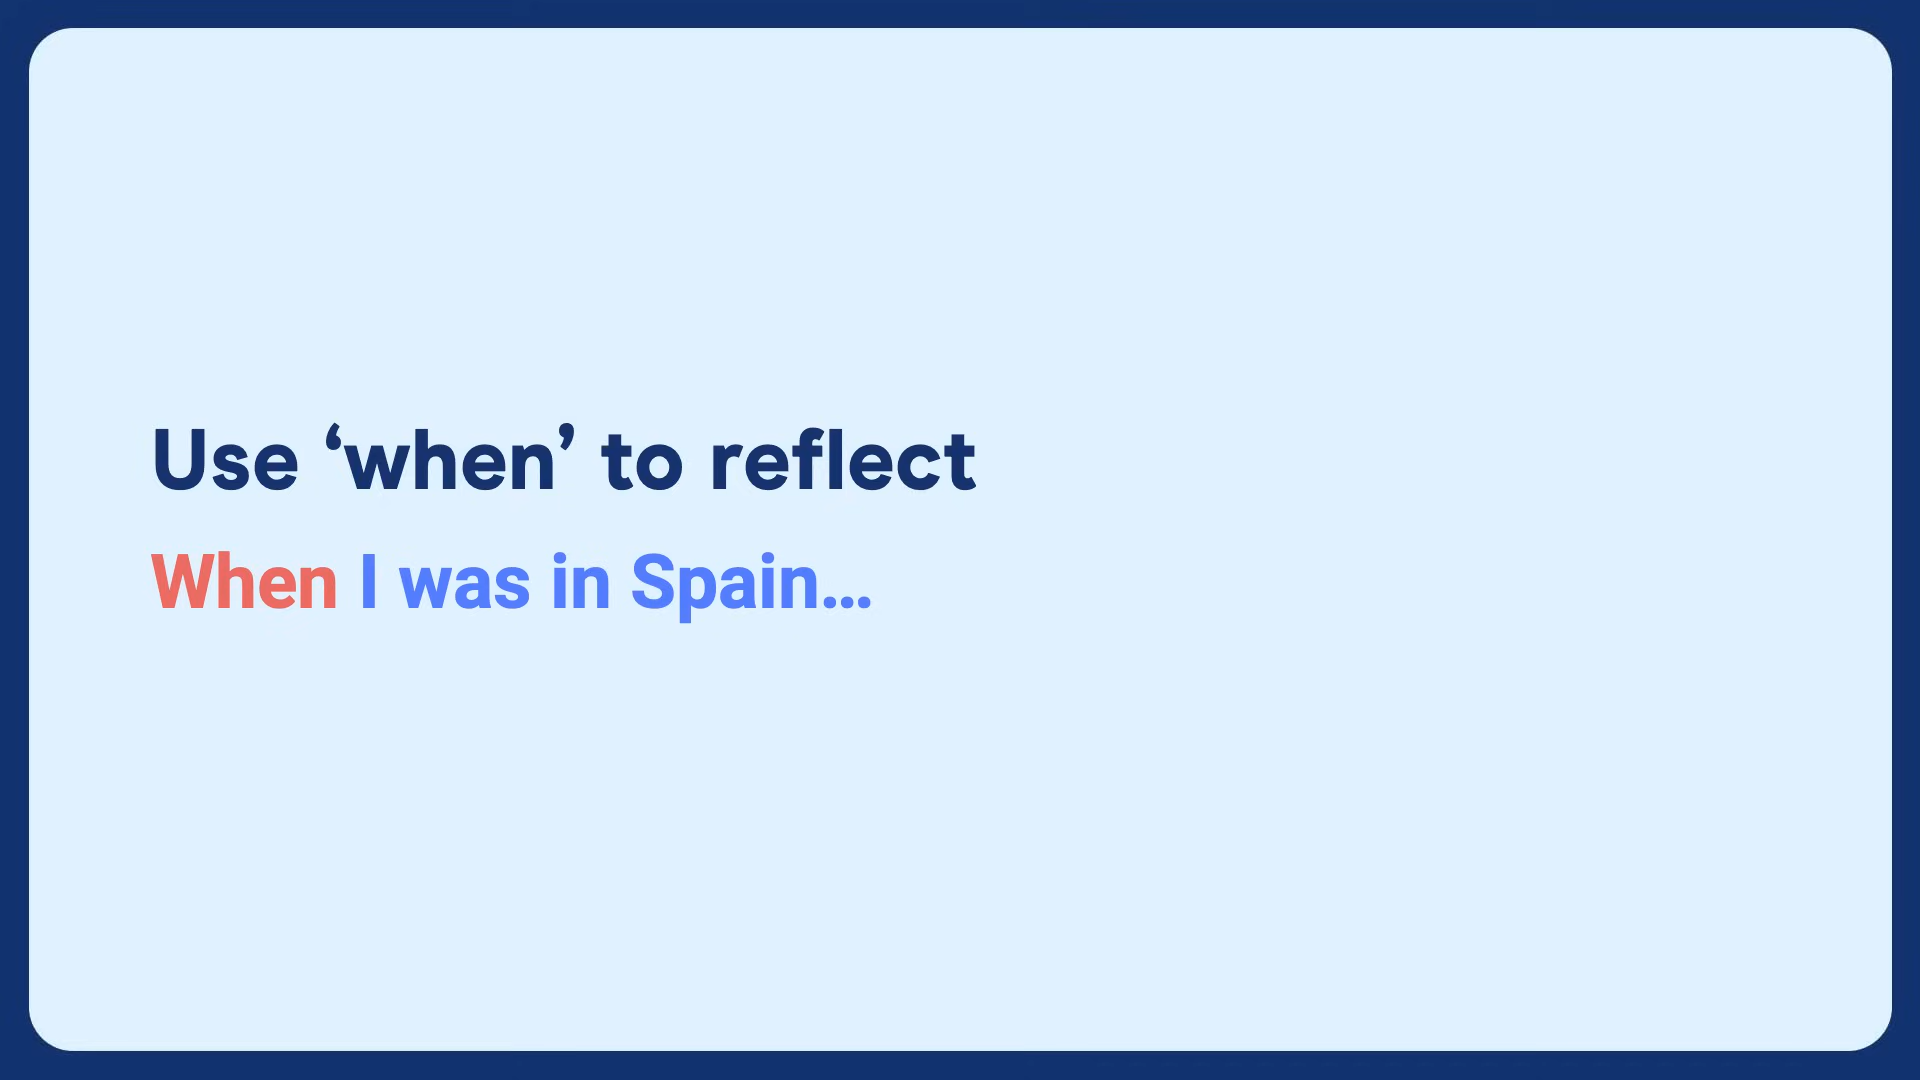 Use ‘when’ to reflect
When I was in Spain…